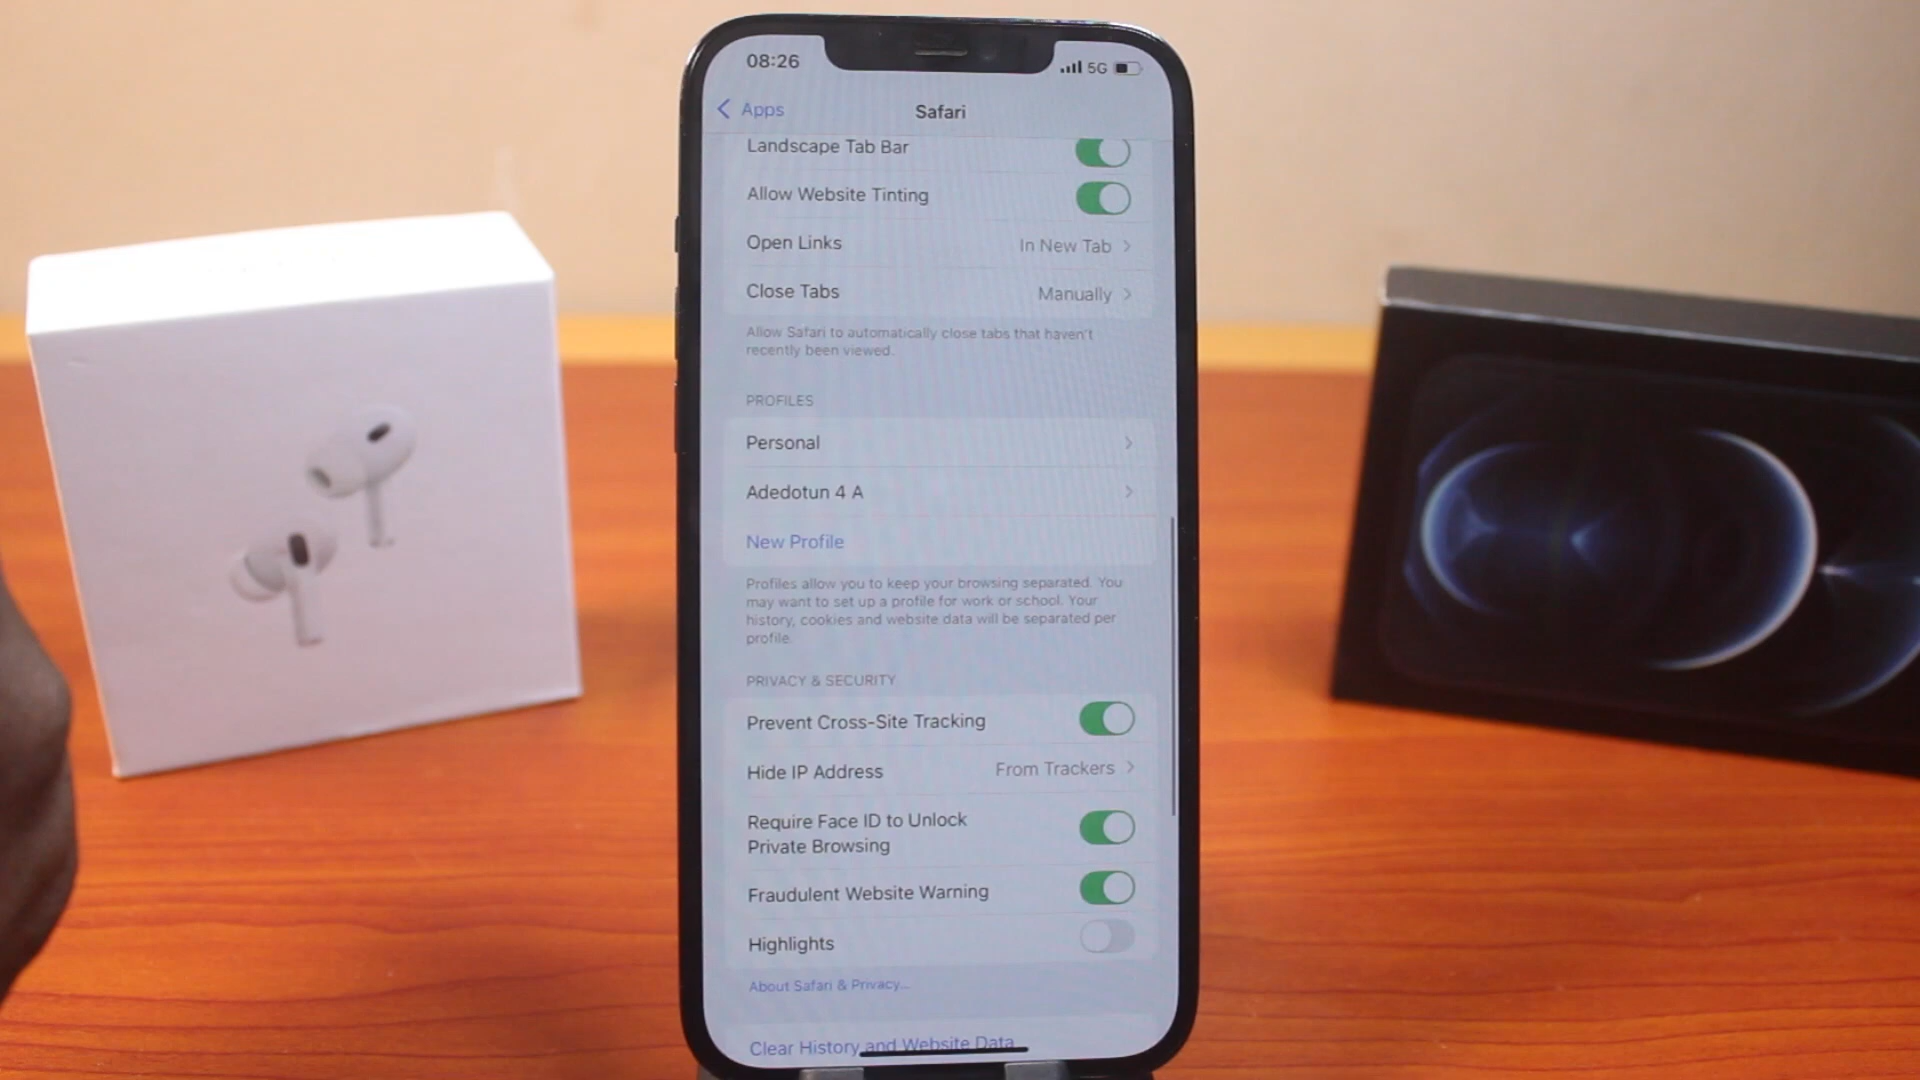 08:26
5G
Apps
Safari
Landscape Tab Bar
Allow Website Tinting
Open Links
In New Tab
Close Tabs
Manually
Allow Safari to automatically close tabs that haven't
recently been viewed.
PROFILES
Personal
Adedotun 4 A
New Profile
Profiles allow you to keep your browsing separated. You
may want to set up a profile for work or school. Your
history, cookies and website data will be separated per
profile.
PRIVACY & SECURITY
Prevent Cross-Site Tracking
Hide IP Address
From Trackers
Require Face ID to Unlock
Private Browsing
Fraudulent Website Warning
Highlights
About Safari & Privacy...
Clear History and Website Data